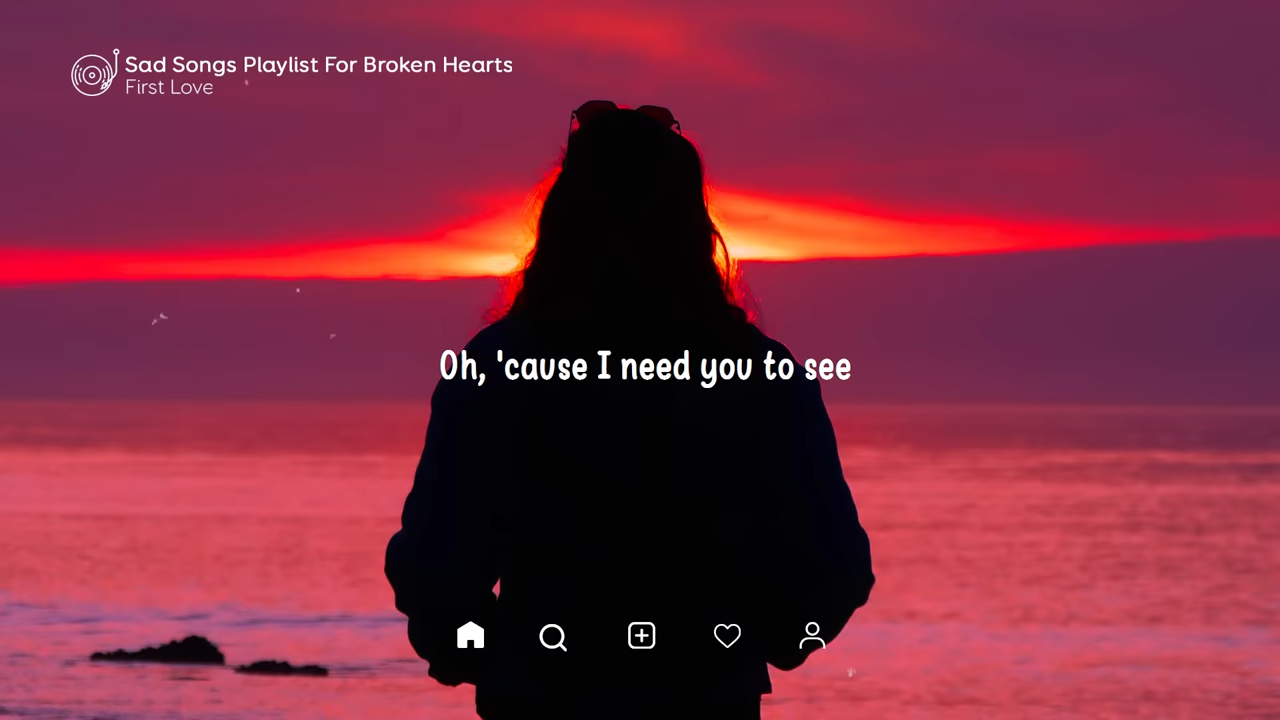 Sad Songs Playlist For Broken Hearts
First Love
Oh, 'cause I need you to see